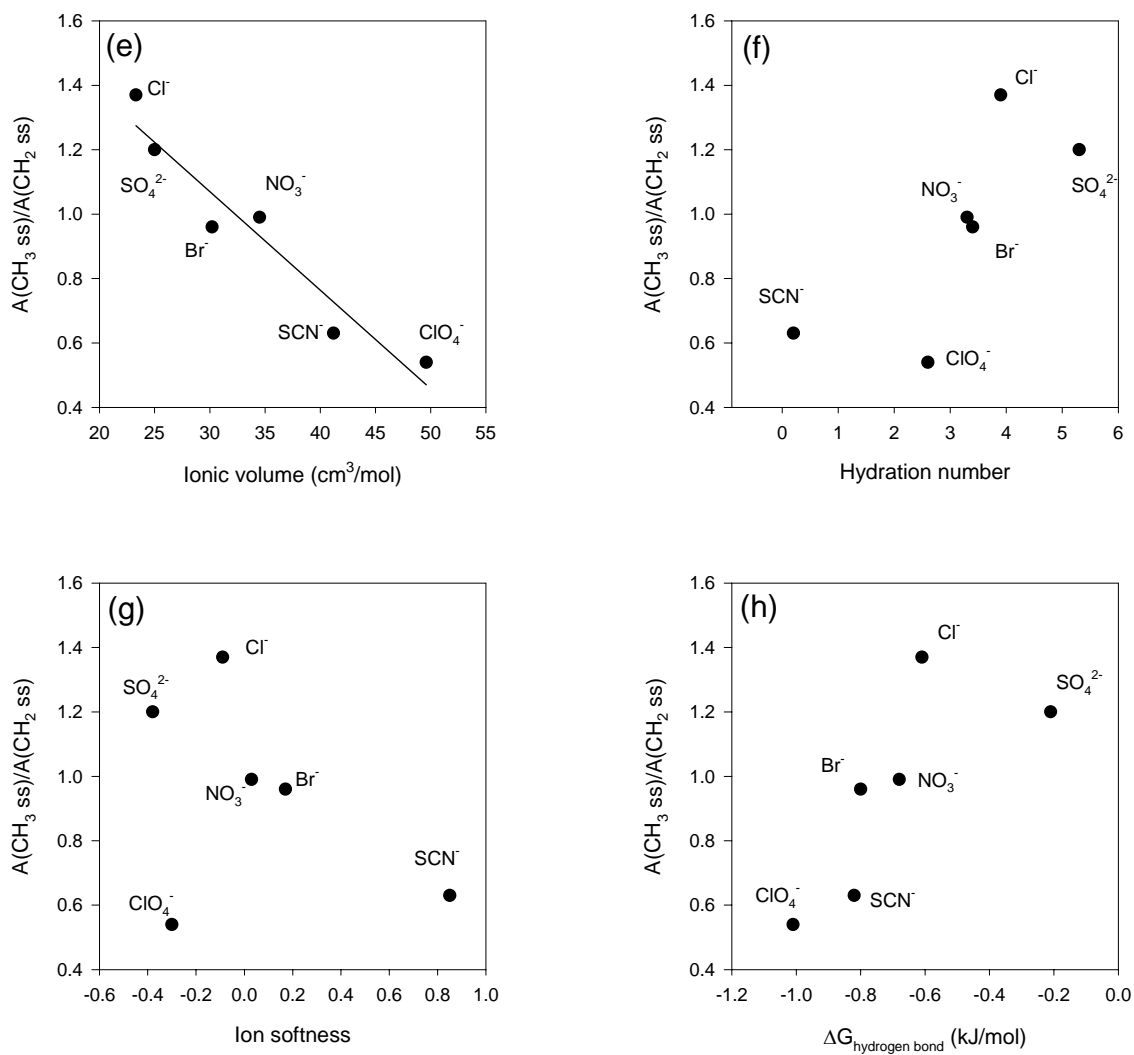 (e)
1.6
1.4
1.2
1.0
0.8
0.6
0.4
A(CH₃ ss)/A(CH₂ ss)
Cl⁻
SO₄²⁻
NO₃⁻
Br⁻
SCN⁻
ClO₄⁻
20 25 30 35 40 45 50 55
Ionic volume (cm³/mol)
(f)
1.6
1.4
1.2
1.0
0.8
0.6
0.4
A(CH₃ ss)/A(CH₂ ss)
Cl⁻
SO₄²⁻
NO₃⁻
Br⁻
SCN⁻
ClO₄⁻
0 1 2 3 4 5 6
Hydration number
(g)
1.6
1.4
1.2
1.0
0.8
0.6
0.4
A(CH₃ ss)/A(CH₂ ss)
Cl⁻
SO₄²⁻
NO₃⁻
Br⁻
SCN⁻
ClO₄⁻
-0.6 -0.4 -0.2 0.0 0.2 0.4 0.6 0.8 1.0
Ion softness
(h)
1.6
1.4
1.2
1.0
0.8
0.6
0.4
A(CH₃ ss)/A(CH₂ ss)
Cl⁻
SO₄²⁻
Br⁻
NO₃⁻
ClO₄⁻
SCN⁻
-1.2 -1.0 -0.8 -0.6 -0.4 -0.2 0.0
ΔG hydrogen bond (kJ/mol)